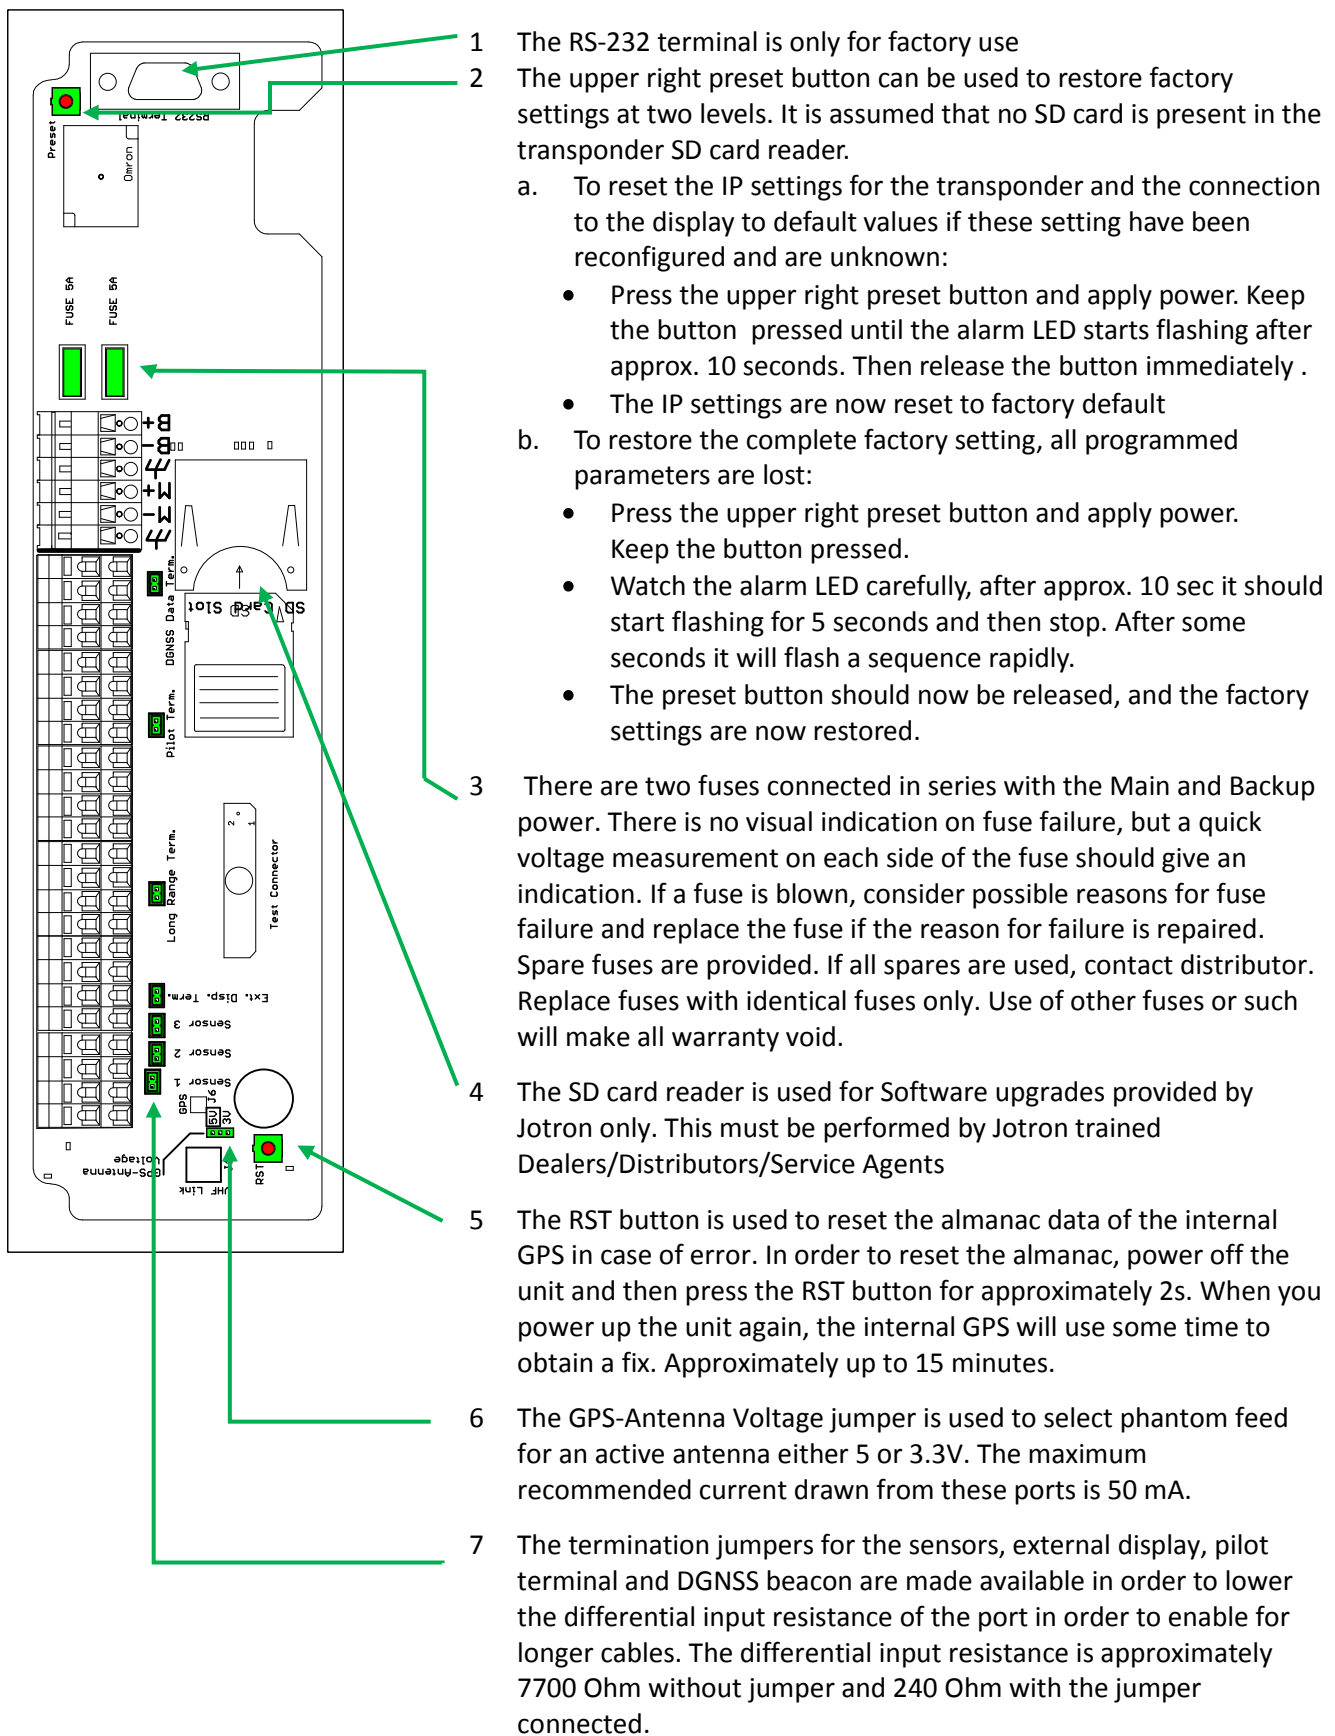 1 The RS-232 terminal is only for factory use
2 The upper right preset button can be used to restore factory
settings at two levels. It is assumed that no SD card is present in the
transponder SD card reader.
a. To reset the IP settings for the transponder and the connection
to the display to default values if these setting have been
reconfigured and are unknown:
• Press the upper right preset button and apply power. Keep
the button pressed until the alarm LED starts flashing after
approx. 10 seconds. Then release the button immediately .
• The IP settings are now reset to factory default
b. To restore the complete factory setting, all programmed
parameters are lost:
• Press the upper right preset button and apply power.
Keep the button pressed.
• Watch the alarm LED carefully, after approx. 10 sec it should
start flashing for 5 seconds and then stop. After some
seconds it will flash a sequence rapidly.
• The preset button should now be released, and the factory
settings are now restored.
3 There are two fuses connected in series with the Main and Backup
power. There is no visual indication on fuse failure, but a quick
voltage measurement on each side of the fuse should give an
indication. If a fuse is blown, consider possible reasons for fuse
failure and replace the fuse if the reason for failure is repaired.
Spare fuses are provided. If all spares are used, contact distributor.
Replace fuses with identical fuses only. Use of other fuses or such
will make all warranty void.
4 The SD card reader is used for Software upgrades provided by
Jotron only. This must be performed by Jotron trained
Dealers/Distributors/Service Agents
5 The RST button is used to reset the almanac data of the internal
GPS in case of error. In order to reset the almanac, power off the
unit and then press the RST button for approximately 2s. When you
power up the unit again, the internal GPS will use some time to
obtain a fix. Approximately up to 15 minutes.
6 The GPS-Antenna Voltage jumper is used to select phantom feed
for an active antenna either 5 or 3.3V. The maximum
recommended current drawn from these ports is 50 mA.
7 The termination jumpers for the sensors, external display, pilot
terminal and DGNSS beacon are made available in order to lower
the differential input resistance of the port in order to enable for
longer cables. The differential input resistance is approximately
7700 Ohm without jumper and 240 Ohm with the jumper
connected.
RS232 Terminal
Preset
Omron
FUSE 5A
FUSE 5A
B+
B-
M+
M-
DGNSS Data Term.
SD Card Slot
Pilot Term.
Long Range Term.
2
1
Test Connector
Ext. Disp. Term.
Sensor 3
Sensor 2
Sensor 1
GPS
J6
5V
3V
GPS-Antenna
Voltage
RST
VHF Link